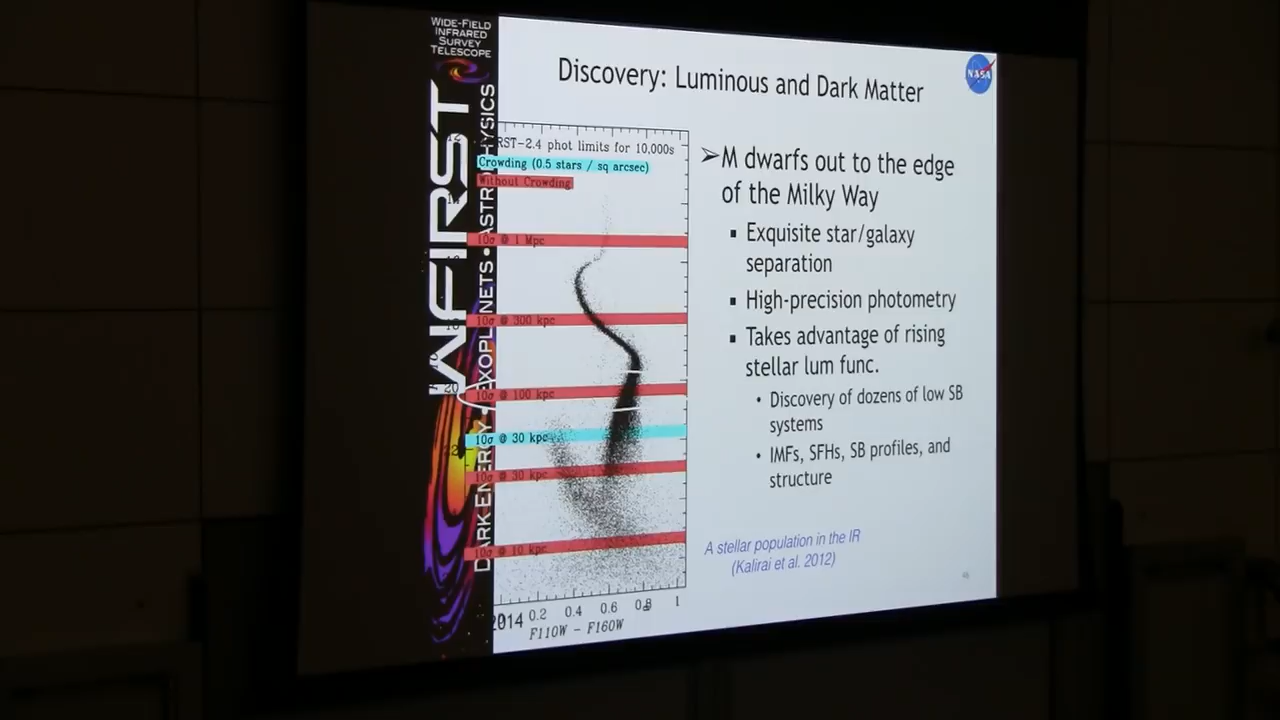 WIDE-FIELD
INFRARED
SURVEY
TELESCOPE
WFIRST
DARK ENERGY • EXOPLANETS • ASTROPHYSICS
Discovery: Luminous and Dark Matter
NASA
RST-2.4 phot limits for 10,000s
Crowding (0.5 stars / sq arcsec)
Without Crowding
10σ @ 1 Mpc
10σ @ 300 kpc
10σ @ 100 kpc
10σ @ 30 kpc
10σ @ 30 kpc
10σ @ 10 kpc
20
22
0.2 0.4 0.6 0.8 1
F110W - F160W
2014
➢ M dwarfs out to the edge
of the Milky Way
▪ Exquisite star/galaxy
separation
▪ High-precision photometry
▪ Takes advantage of rising
stellar lum func.
• Discovery of dozens of low SB
systems
• IMFs, SFHs, SB profiles, and
structure
A stellar population in the IR
(Kalirai et al. 2012)